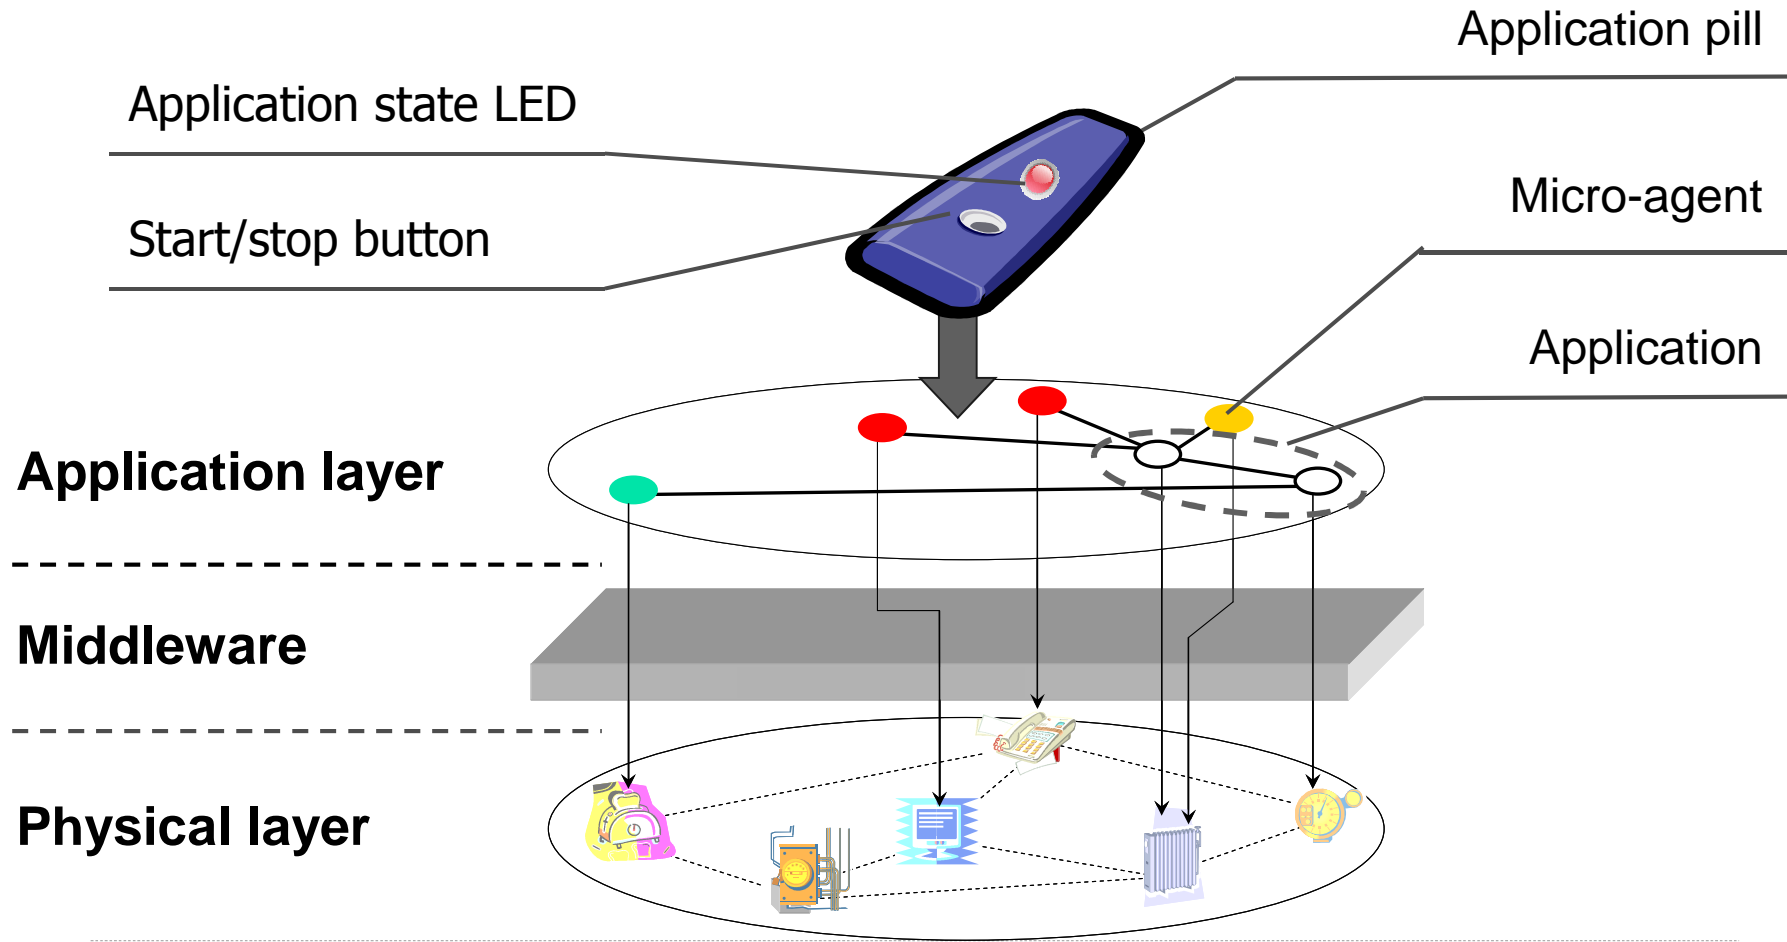 Application pill
Application state LED
Micro-agent
Start/stop button
Application
Application layer
Middleware
Physical layer